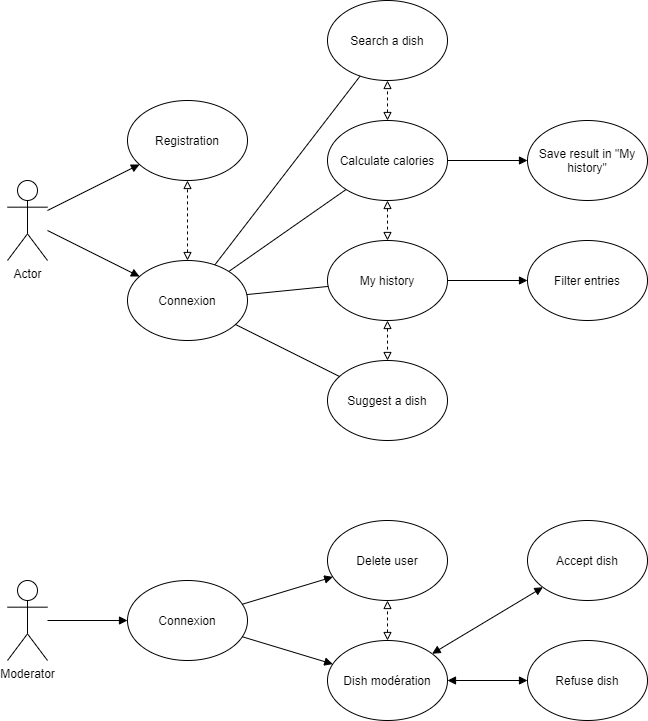 Search a dish
Registration
Calculate calories
Save result in "My
history"
Actor
Connexion
My history
Filter entries
Suggest a dish
Delete user
Accept dish
Moderator
Connexion
Dish modération
Refuse dish